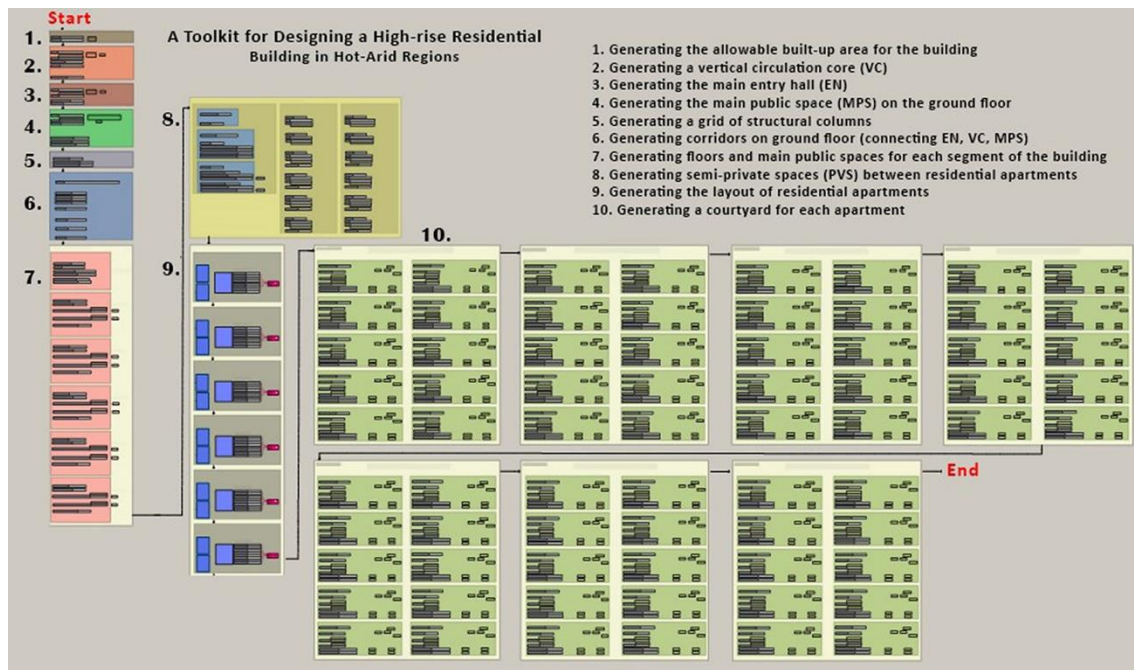 Start
A Toolkit for Designing a High-rise Residential
Building in Hot-Arid Regions
1. Generating the allowable built-up area for the building
2. Generating a vertical circulation core (VC)
3. Generating the main entry hall (EN)
4. Generating the main public space (MPS) on the ground floor
5. Generating a grid of structural columns
6. Generating corridors on ground floor (connecting EN, VC, MPS)
7. Generating floors and main public spaces for each segment of the building
8. Generating semi-private spaces (PVS) between residential apartments
9. Generating the layout of residential apartments
10. Generating a courtyard for each apartment
1.
2.
3.
4.
5.
6.
7.
8.
9.
10.
End